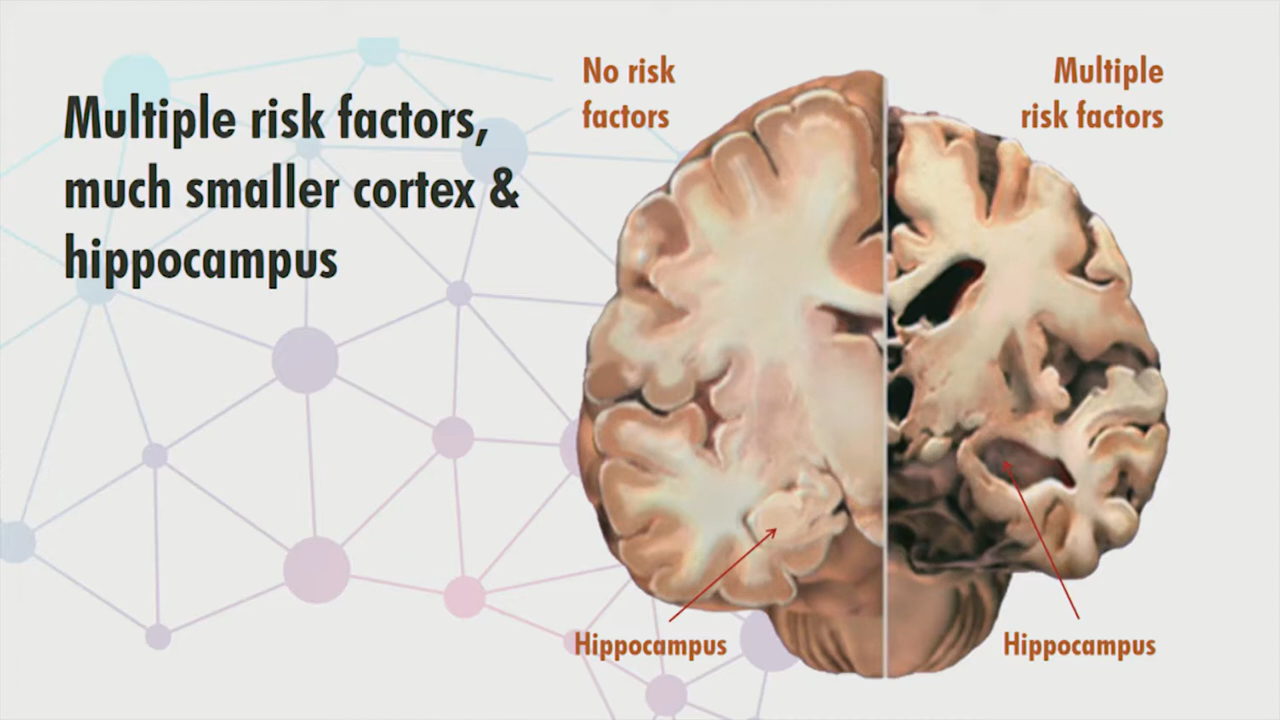 Multiple risk factors,
much smaller cortex &
hippocampus
No risk
factors
Multiple
risk factors
Hippocampus
Hippocampus